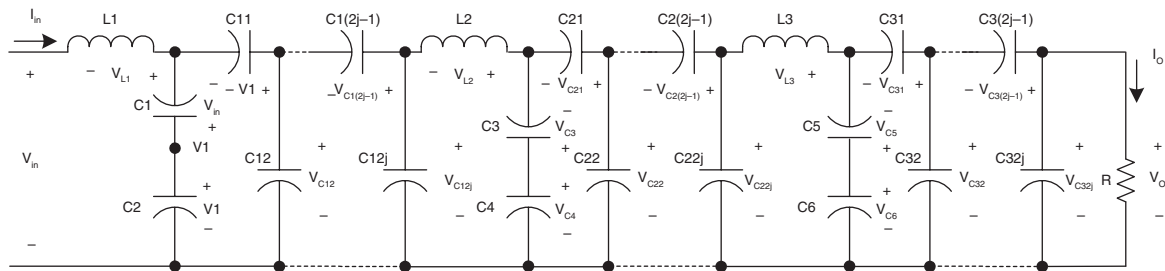 I_in L1 C11 C1(2j–1) L2 C21 C2(2j–1) L3 C31 C3(2j–1) I_O
+ – V_L1 + – V1 + – V_C1(2j–1) + – V_L2 + – V_C21 + – V_C2(2j–1) + – V_L3 + – V_C31 + – V_C3(2j–1) +
C1 – V_in + C3 – V_C3 + C5 – V_C5 +
V_in V1 C12 + V_C12 – C12j + V_C12j – C22 + V_C22 – C22j + V_C22j – C32 + V_C32 – C32j + V_C32j – R + V_O –
C2 + V1 – C4 + V_C4 – C6 + V_C6 –
–